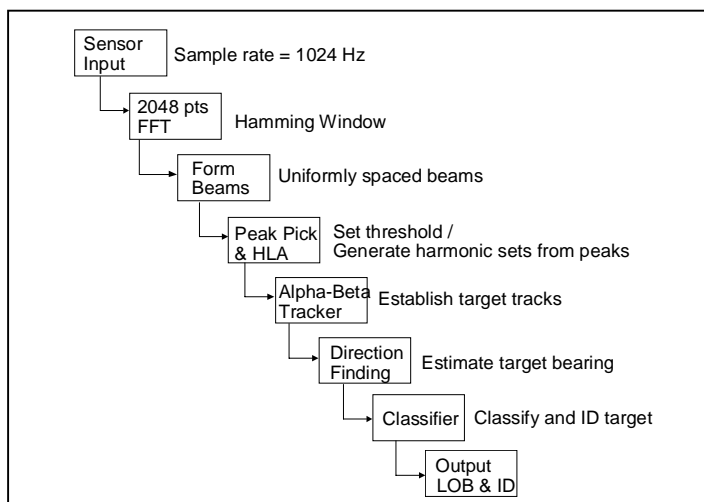 Sensor
Input
Sample rate = 1024 Hz
2048 pts
FFT
Hamming Window
Form
Beams
Uniformly spaced beams
Peak Pick
& HLA
Set threshold /
Generate harmonic sets from peaks
Alpha-Beta
Tracker
Establish target tracks
Direction
Finding
Estimate target bearing
Classifier
Classify and ID target
Output
LOB & ID